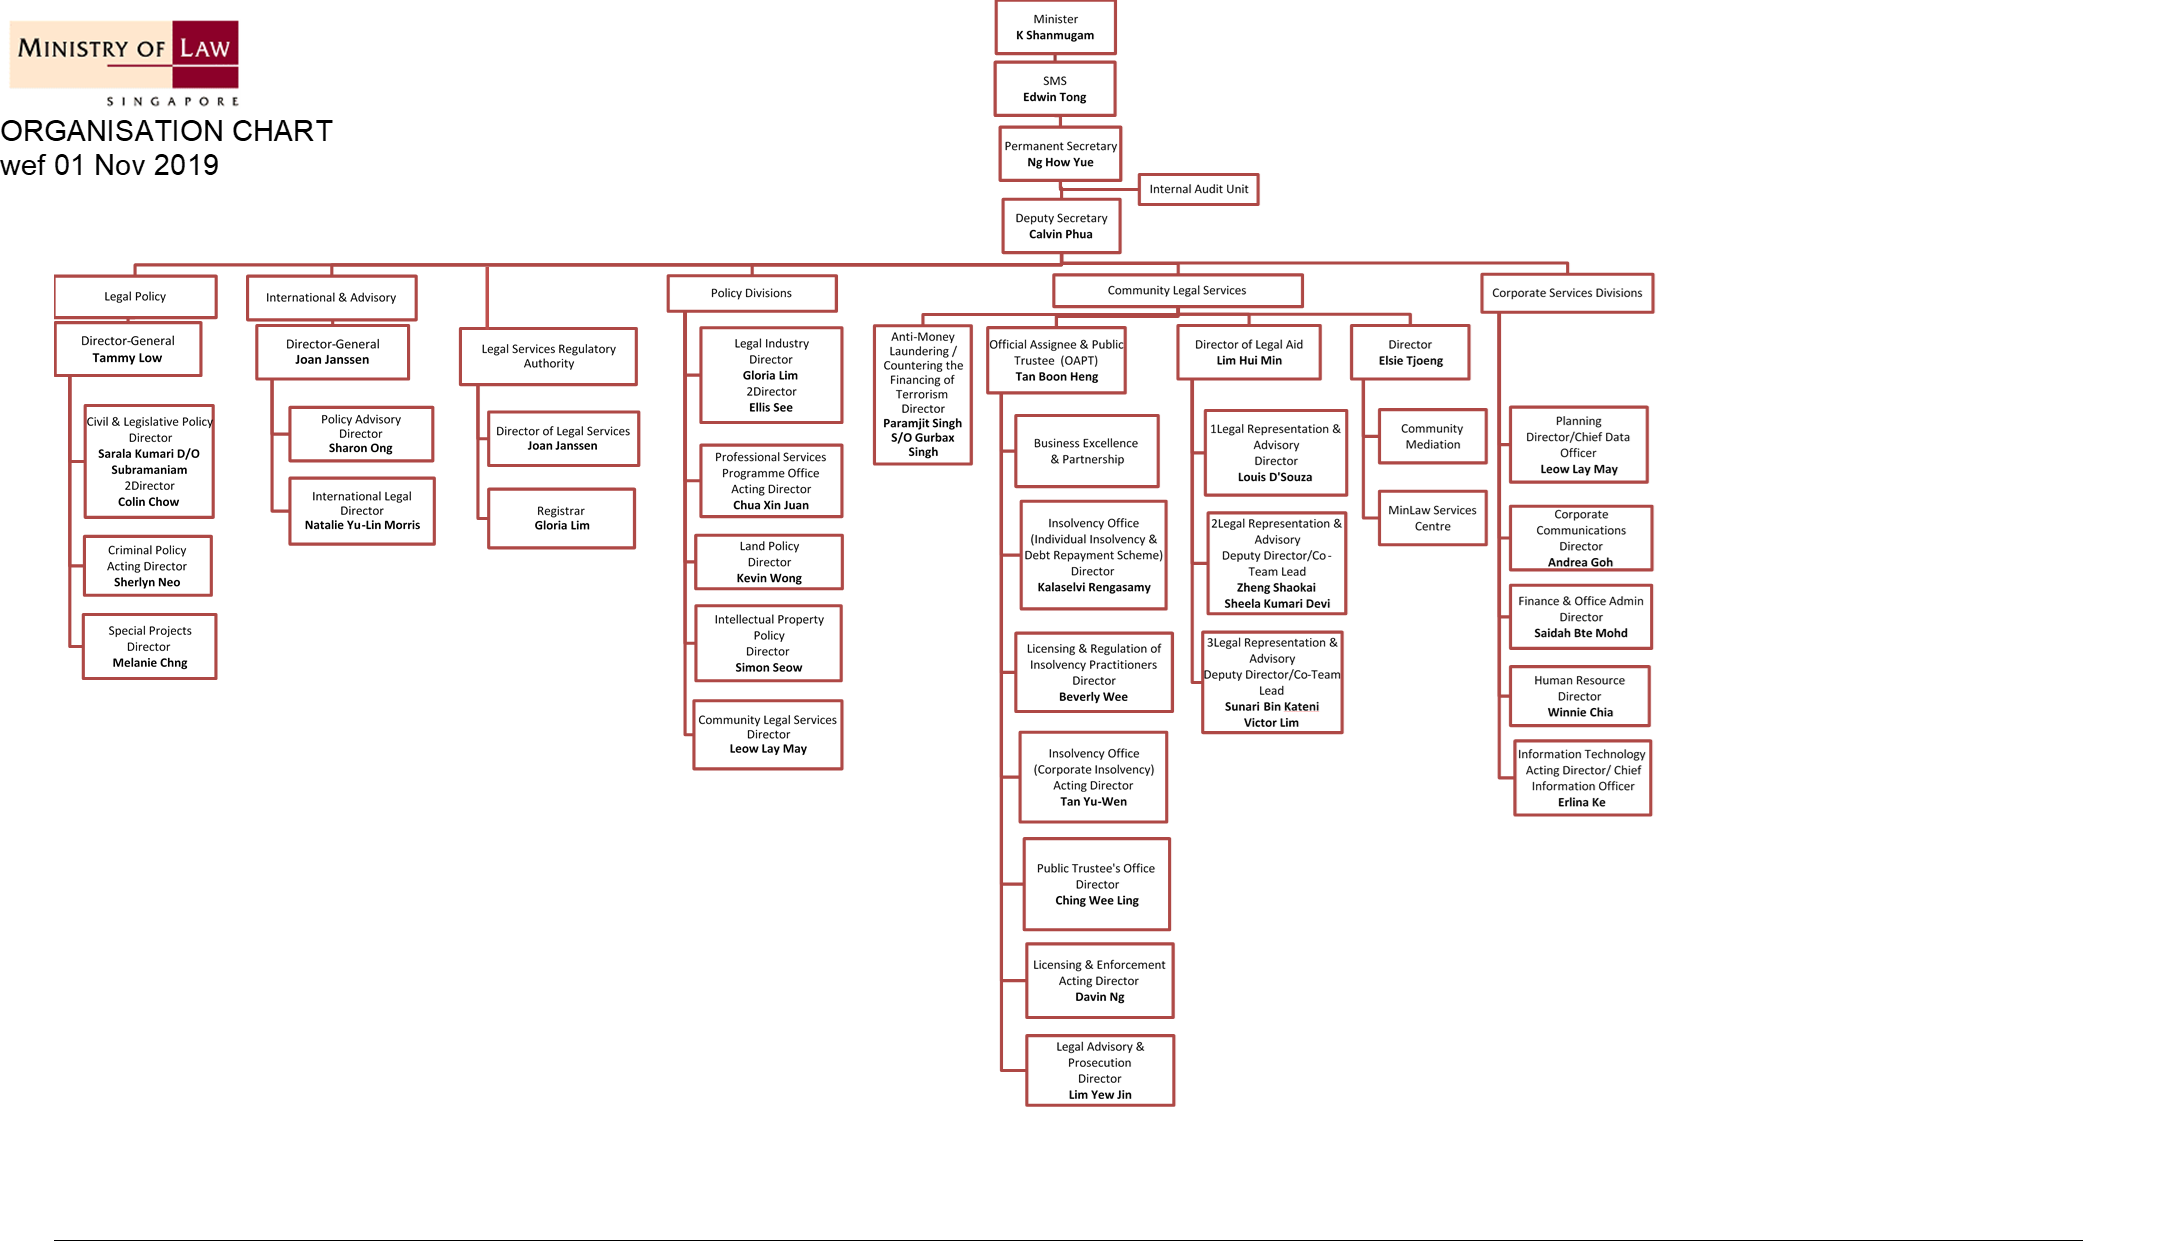 MINISTRY OF LAW
SINGAPORE
ORGANISATION CHART
wef 01 Nov 2019
Minister
K Shanmugam
SMS
Edwin Tong
Permanent Secretary
Ng How Yue
Internal Audit Unit
Deputy Secretary
Calvin Phua
Legal Policy
Director-General
Tammy Low
Civil & Legislative Policy
Director
Sarala Kumari D/O
Subramaniam
2Director
Colin Chow
Criminal Policy
Acting Director
Sherlyn Neo
Special Projects
Director
Melanie Chng
International & Advisory
Director-General
Joan Janssen
Policy Advisory
Director
Sharon Ong
International Legal
Director
Natalie Yu-Lin Morris
Legal Services Regulatory
Authority
Director of Legal Services
Joan Janssen
Registrar
Gloria Lim
Policy Divisions
Legal Industry
Director
Gloria Lim
2Director
Ellis See
Professional Services
Programme Office
Acting Director
Chua Xin Juan
Land Policy
Director
Kevin Wong
Intellectual Property
Policy
Director
Simon Seow
Community Legal Services
Director
Leow Lay May
Community Legal Services
Anti-Money
Laundering /
Countering the
Financing of
Terrorism
Director
Paramjit Singh
S/O Gurbax
Singh
Official Assignee & Public
Trustee (OAPT)
Tan Boon Heng
Business Excellence
& Partnership
Insolvency Office
(Individual Insolvency &
Debt Repayment Scheme)
Director
Kalaselvi Rengasamy
Licensing & Regulation of
Insolvency Practitioners
Director
Beverly Wee
Insolvency Office
(Corporate Insolvency)
Acting Director
Tan Yu-Wen
Public Trustee's Office
Director
Ching Wee Ling
Licensing & Enforcement
Acting Director
Davin Ng
Legal Advisory &
Prosecution
Director
Lim Yew Jin
Director of Legal Aid
Lim Hui Min
1Legal Representation &
Advisory
Director
Louis D'Souza
2Legal Representation &
Advisory
Deputy Director/Co-
Team Lead
Zheng Shaokai
Sheela Kumari Devi
3Legal Representation &
Advisory
Deputy Director/Co-Team
Lead
Sunari Bin Kateni
Victor Lim
Director
Elsie Tjoeng
Community
Mediation
MinLaw Services
Centre
Corporate Services Divisions
Planning
Director/Chief Data
Officer
Leow Lay May
Corporate
Communications
Director
Andrea Goh
Finance & Office Admin
Director
Saidah Bte Mohd
Human Resource
Director
Winnie Chia
Information Technology
Acting Director/ Chief
Information Officer
Erlina Ke